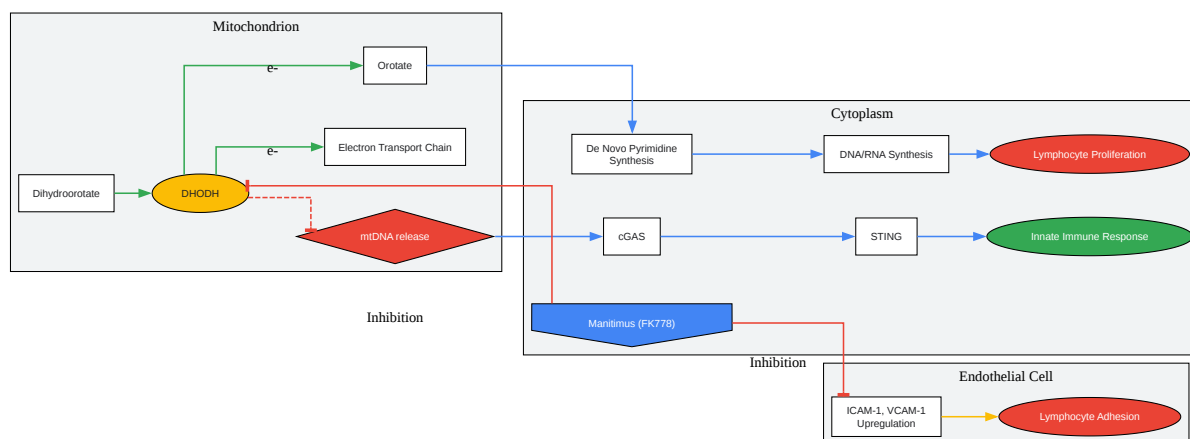 Mitochondrion
e-
Orotate
Cytoplasm
e-
Electron Transport Chain
De Novo Pyrimidine
Synthesis
DNA/RNA Synthesis
Lymphocyte Proliferation
Dihydroorotate
DHODH
mtDNA release
cGAS
STING
Innate Immune Response
Inhibition
Manitimus (FK778)
Inhibition
Endothelial Cell
ICAM-1, VCAM-1
Upregulation
Lymphocyte Adhesion